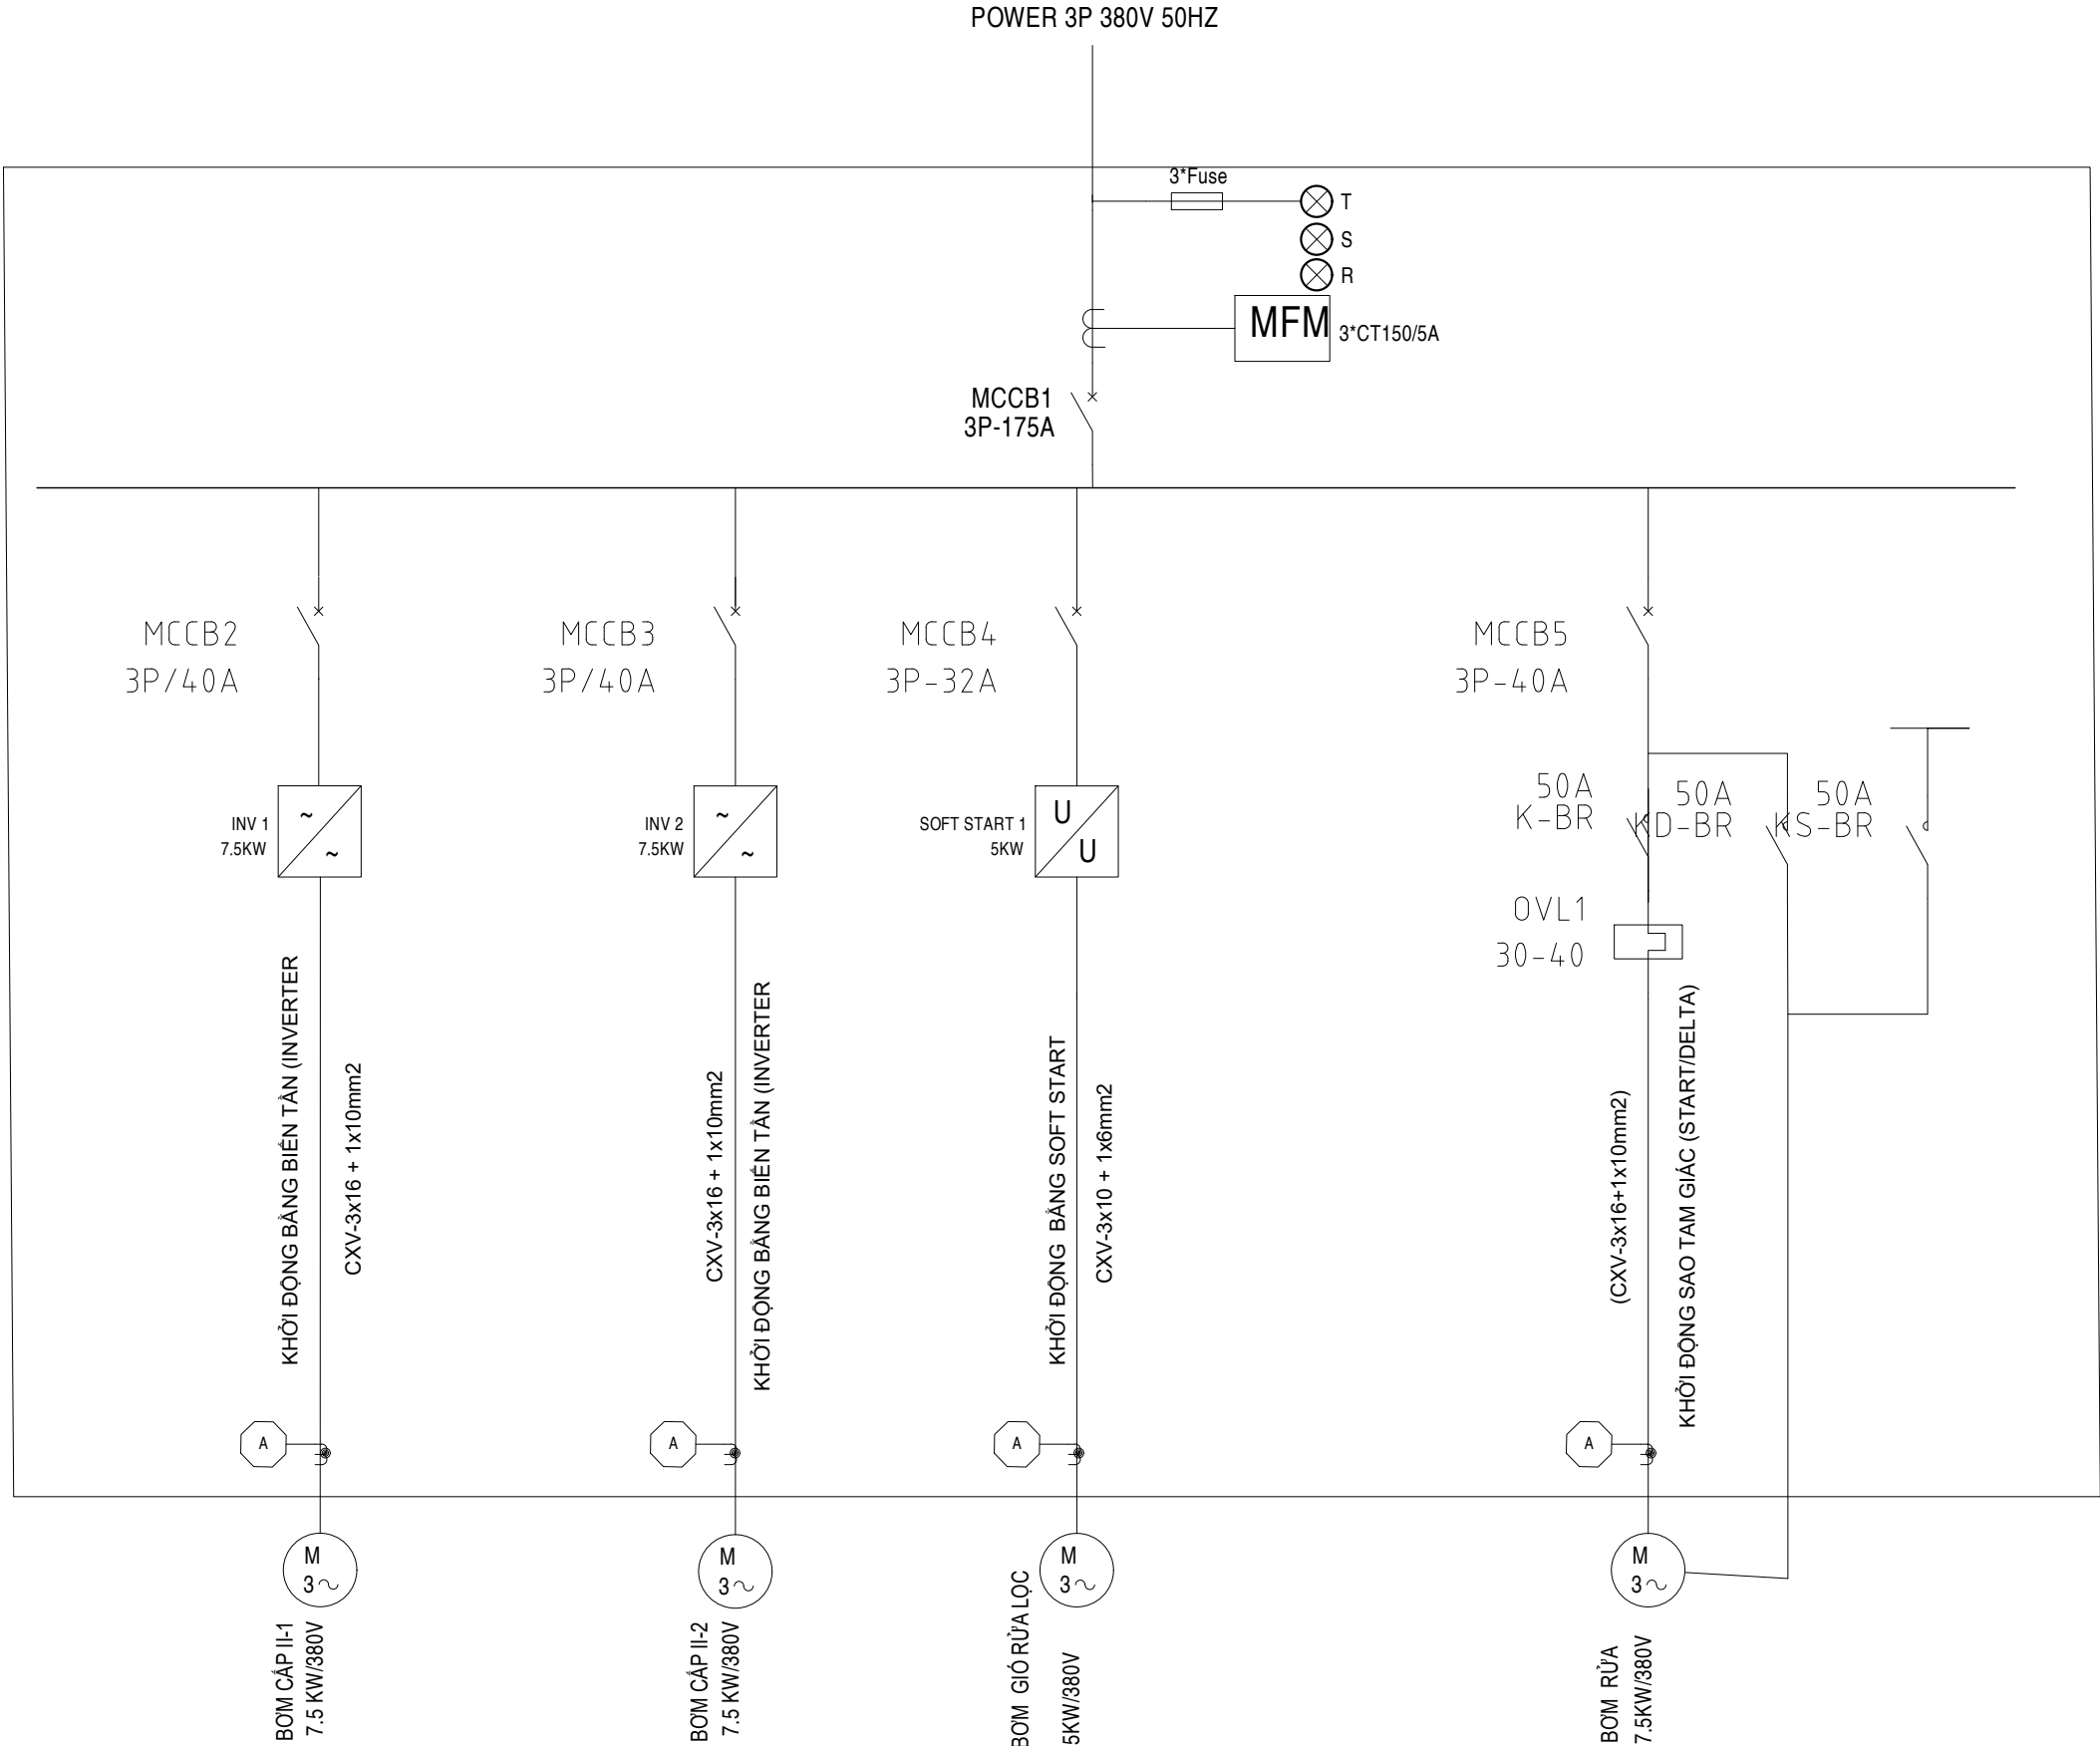 POWER 3P 380V 50HZ
3*Fuse
T
S
R
MFM
3*CT150/5A
MCCB1
3P-175A
MCCB2
3P/40A
MCCB3
3P/40A
MCCB4
3P-32A
MCCB5
3P-40A
INV 1
7.5KW
~
~
INV 2
7.5KW
~
~
SOFT START 1
5KW
U
U
50A
K-BR
50A
KD-BR
50A
KS-BR
OVL1
30-40
KHỞI ĐỘNG BẰNG BIẾN TẦN (INVERTER
CXV-3x16 + 1x10mm2
CXV-3x16 + 1x10mm2
KHỞI ĐỘNG BẰNG BIẾN TẦN (INVERTER
KHỞI ĐỘNG BẰNG SOFT START
CXV-3x10 + 1x6mm2
(CXV-3x16+1x10mm2)
KHỞI ĐỘNG SAO TAM GIÁC (START/DELTA)
A
A
A
A
M
3~
M
3~
M
3~
M
3~
BƠM CẤP II-1
7.5 KW/380V
BƠM CẤP II-2
7.5 KW/380V
BƠM GIÓ RỬA LỌC
5KW/380V
BƠM RỬA
7.5KW/380V